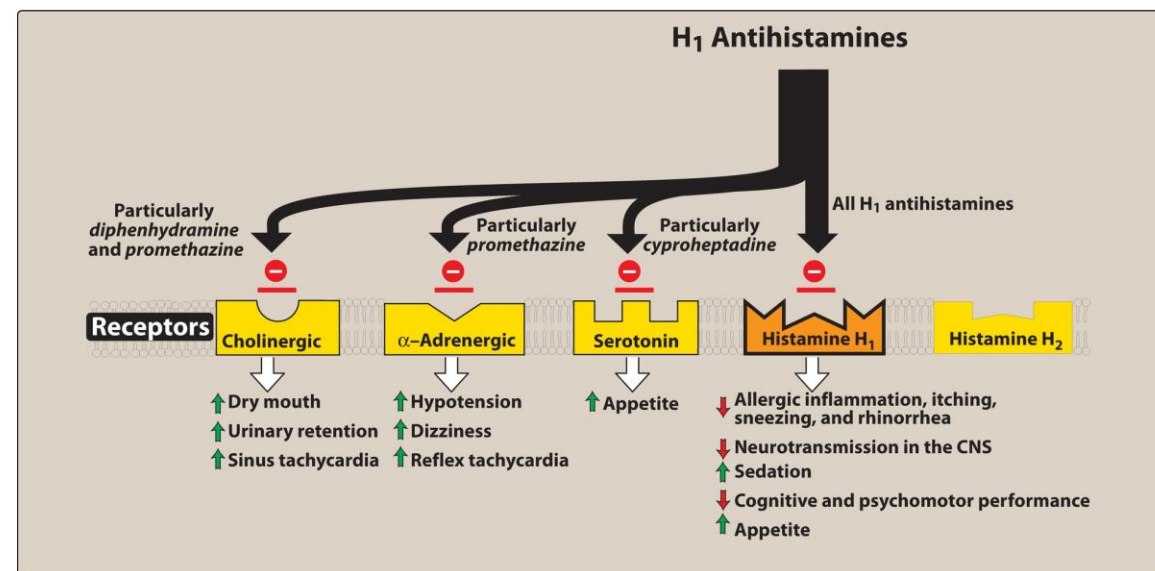 H₁ Antihistamines
Particularly
diphenhydramine
and promethazine
Particularly
promethazine
Particularly
cyproheptadine
All H₁ antihistamines
Receptors
Cholinergic
α–Adrenergic
Serotonin
Histamine H₁
Histamine H₂
Dry mouth
Urinary retention
Sinus tachycardia
Hypotension
Dizziness
Reflex tachycardia
Appetite
Allergic inflammation, itching,
sneezing, and rhinorrhea
Neurotransmission in the CNS
Sedation
Cognitive and psychomotor performance
Appetite